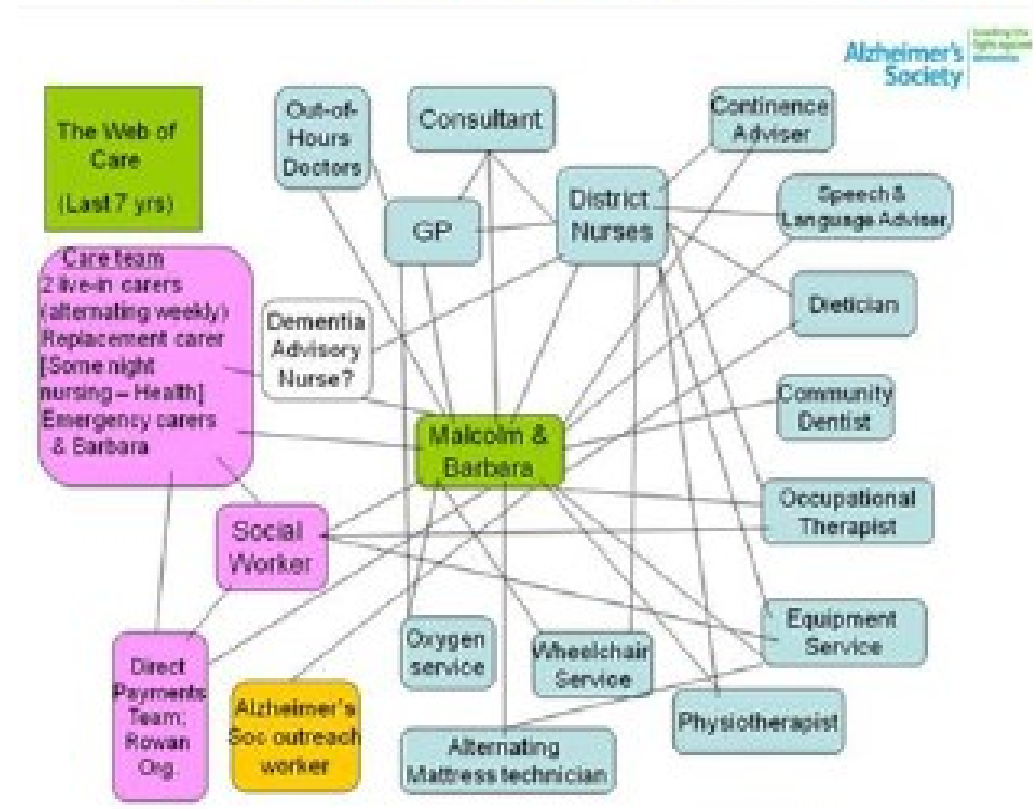 Alzheimer's
Society
The Web of
Care
(Last 7 yrs)
Out-of-
Hours
Doctors
Consultant
Continence
Adviser
GP
District
Nurses
Speech &
Language Adviser
Care team
2 live-in carers
(alternating weekly)
Replacement carer
[Some night
nursing – Health]
Emergency carers
& Barbara
Dementia
Advisory
Nurse?
Dietician
Community
Dentist
Malcolm &
Barbara
Occupational
Therapist
Social
Worker
Equipment
Service
Oxygen
service
Wheelchair
Service
Direct
Payments
Team;
Rowan
Org.
Alzheimer's
Soc outreach
worker
Physiotherapist
Alternating
Mattress technician